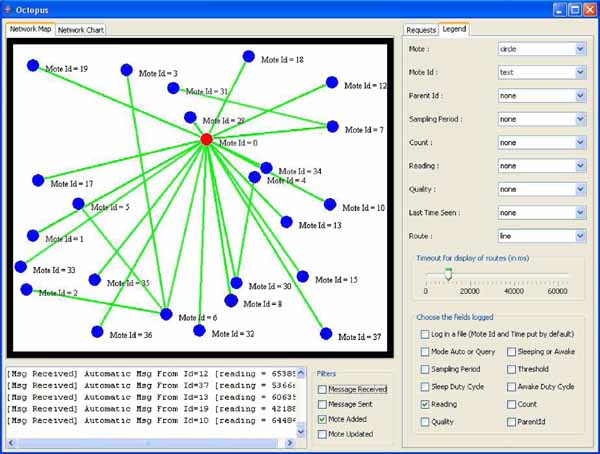 Octopus
Network Map Network Chart
Requests Legend
Mote Id = 19
Mote Id = 3
Mote Id = 18
Mote Id = 31
Mote Id = 12
Mote Id = 28
Mote Id = 7
Mote Id = 0
Mote Id = 34
Mote Id = 4
Mote Id = 17
Mote Id = 5
Mote Id = 10
Mote Id = 13
Mote Id = 1
Mote Id = 33
Mote Id = 35
Mote Id = 30
Mote Id = 15
Mote Id = 2
Mote Id = 8
Mote Id = 6
Mote Id = 36
Mote Id = 32
Mote Id = 37
Mote : circle
Mote Id : text
Parent Id : none
Sampling Period : none
Count : none
Reading : none
Quality : none
Last Time Seen : none
Route : line
Timeout for display of routes (in ms)
0 20000 40000 60000
Choose the fields logged
Log in a file (Mote Id and Time put by default)
Mode Auto or Query Sleeping or Awake
Sampling Period Threshold
Sleep Duty Cycle Awake Duty Cycle
Reading Count
Quality ParentId
[Msg Received] Automatic Msg From Id=12 [reading = 65385
[Msg Received] Automatic Msg From Id=37 [reading = 5366
[Msg Received] Automatic Msg From Id=13 [reading = 6063
[Msg Received] Automatic Msg From Id=19 [reading = 4218
[Msg Received] Automatic Msg From Id=10 [reading = 6448
Filters
Message Received
Message Sent
Mote Added
Mote Updated